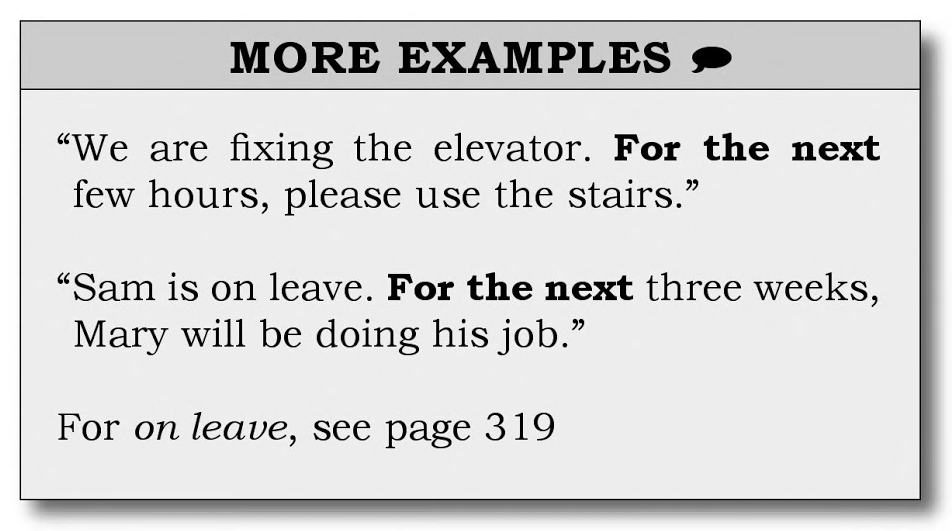 MORE EXAMPLES
“We are fixing the elevator. For the next
few hours, please use the stairs.”
“Sam is on leave. For the next three weeks,
Mary will be doing his job.”
For on leave, see page 319